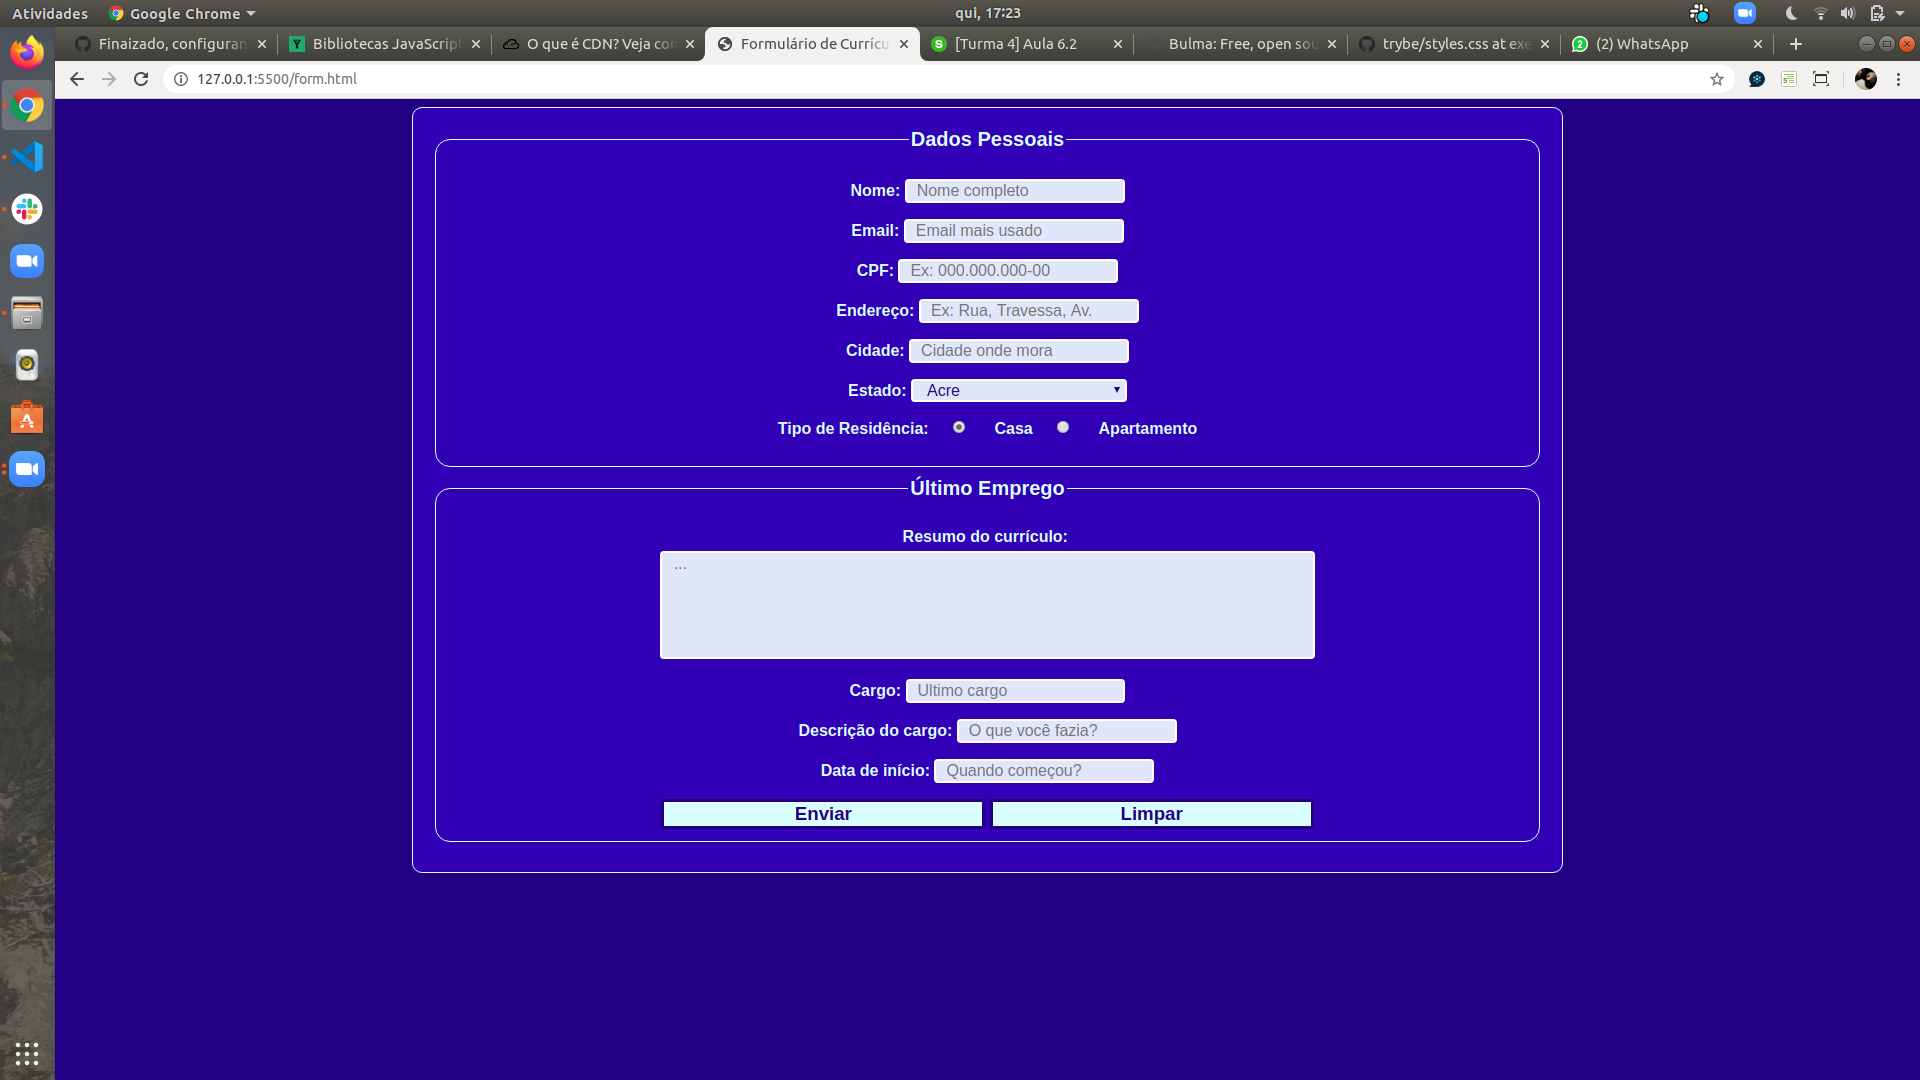 Atividades Google Chrome qui, 17:23
Finaizado, configuran Bibliotecas JavaScript O que é CDN? Veja con Formulário de Currícu [Turma 4] Aula 6.2 Bulma: Free, open sou trybe/styles.css at exe (2) WhatsApp
127.0.0.1:5500/form.html
Dados Pessoais
Nome: Nome completo
Email: Email mais usado
CPF: Ex: 000.000.000-00
Endereço: Ex: Rua, Travessa, Av.
Cidade: Cidade onde mora
Estado: Acre
Tipo de Residência: Casa Apartamento
Último Emprego
Resumo do currículo:
...
Cargo: Ultimo cargo
Descrição do cargo: O que você fazia?
Data de início: Quando começou?
Enviar Limpar